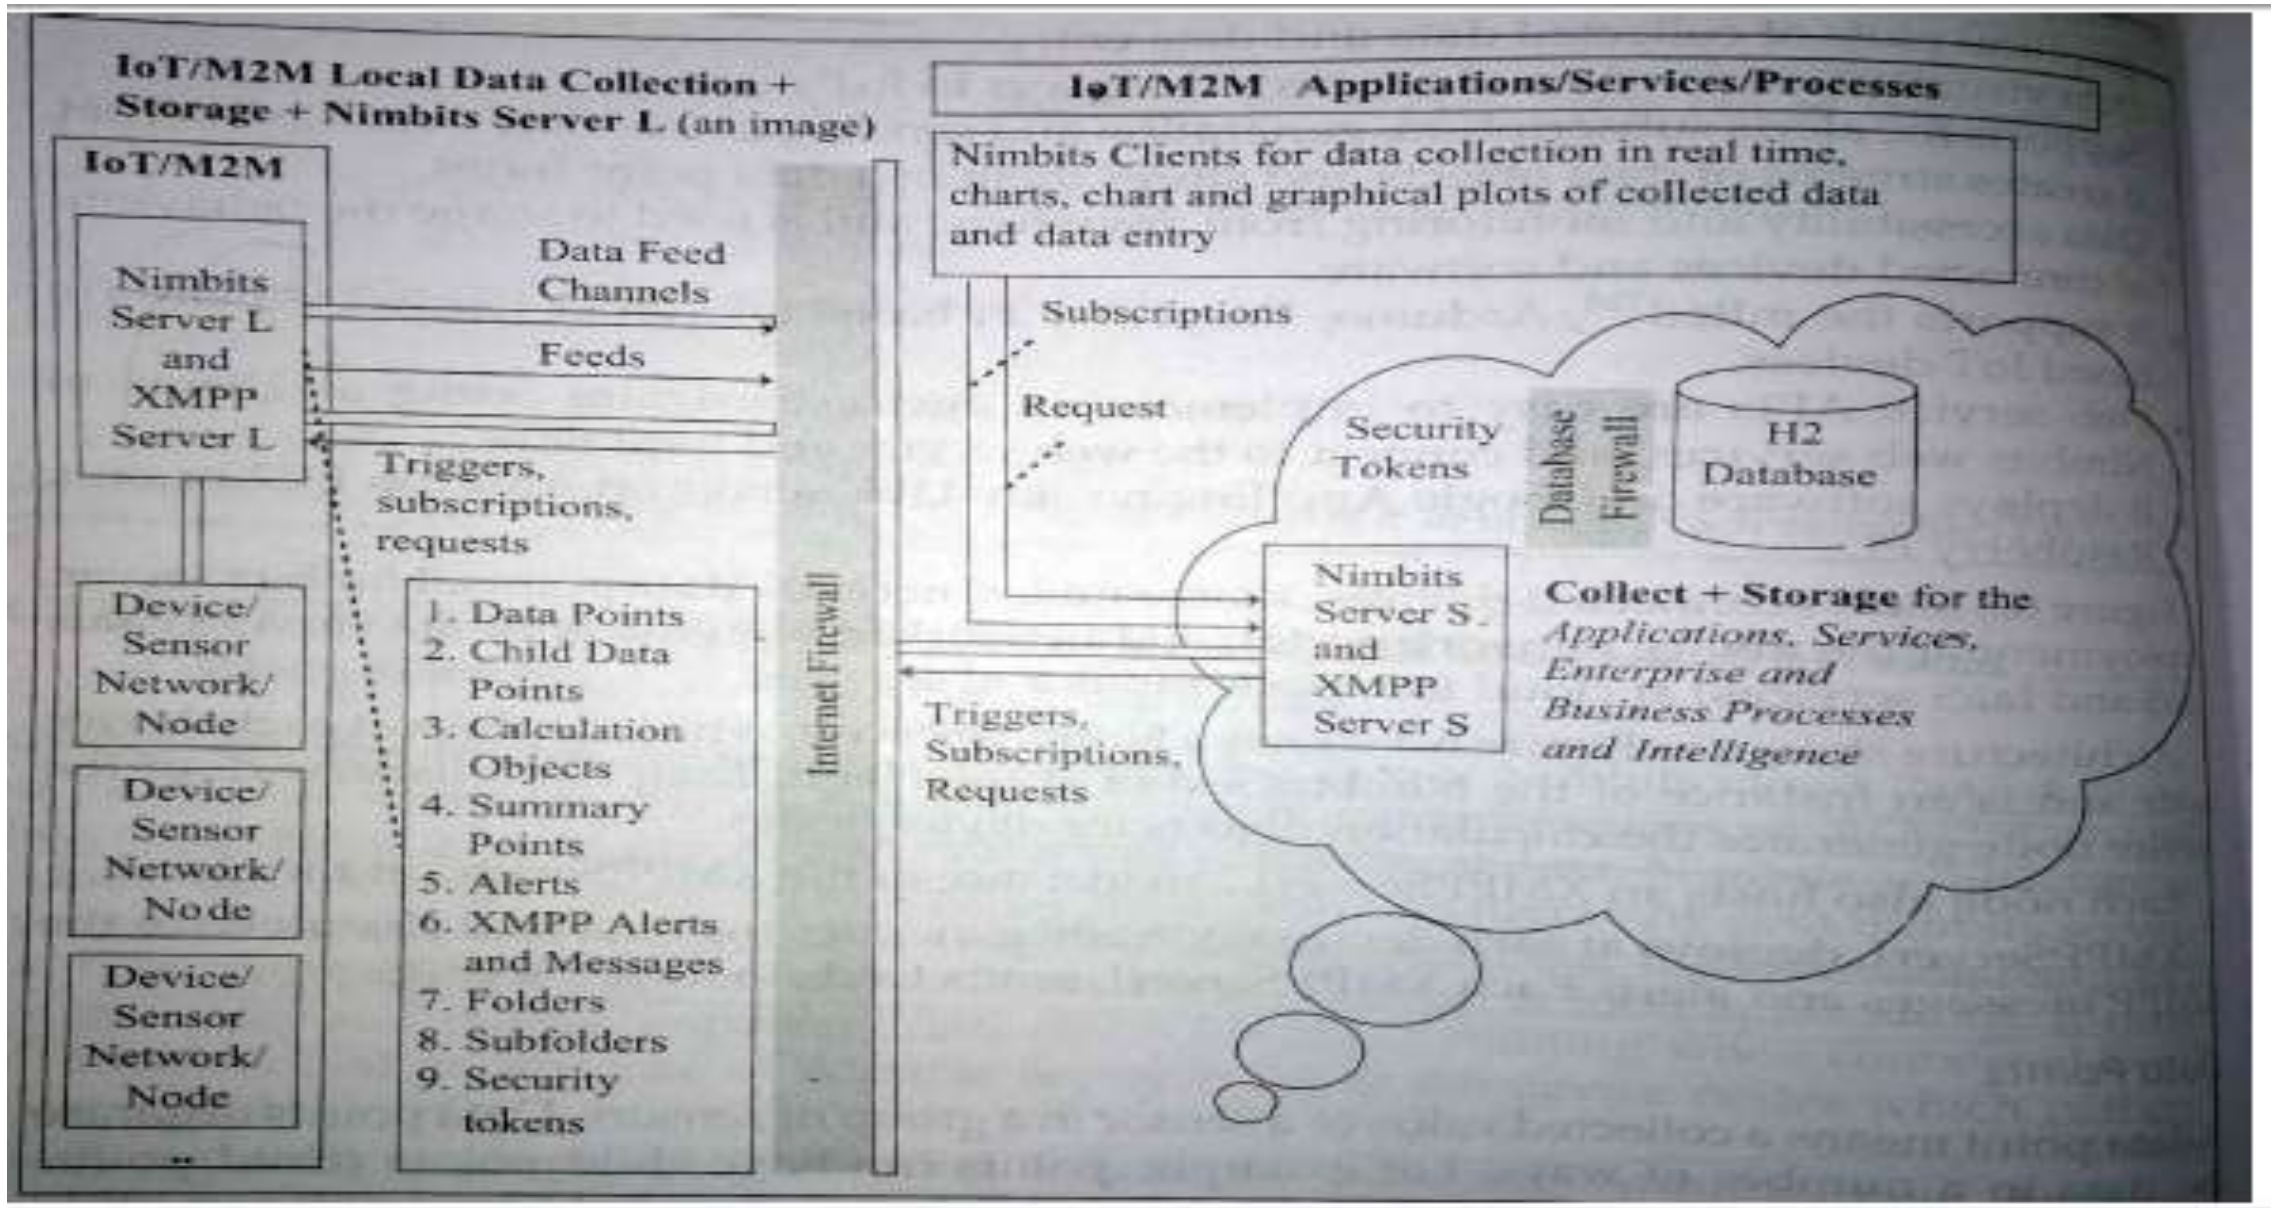 IoT/M2M Local Data Collection +
Storage + Nimbits Server L (an image)
IoT/M2M
Nimbits
Server L
and
XMPP
Server L
Device/
Sensor
Network/
Node
Device/
Sensor
Network/
Node
Device/
Sensor
Network/
Node
..
Data Feed
Channels
Feeds
Triggers,
subscriptions,
requests
1. Data Points
2. Child Data
Points
3. Calculation
Objects
4. Summary
Points
5. Alerts
6. XMPP Alerts
and Messages
7. Folders
8. Subfolders
9. Security
tokens
Internet Firewall
IoT/M2M Applications/Services/Processes
Nimbits Clients for data collection in real time,
charts, chart and graphical plots of collected data
and data entry
Subscriptions
Request
Triggers,
Subscriptions,
Requests
Security
Tokens
Database
Firewall
H2
Database
Nimbits
Server S
and
XMPP
Server S
Collect + Storage for the
Applications, Services,
Enterprise and
Business Processes
and Intelligence